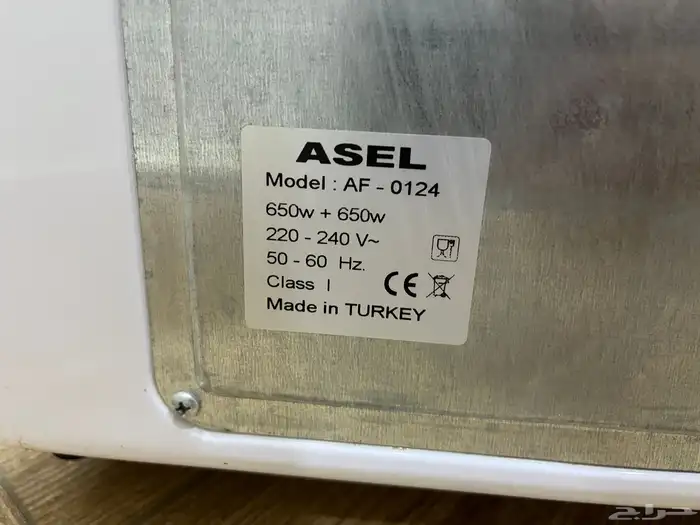 ASEL
Model : AF - 0124
650w + 650w
220 - 240 V~
50 - 60 Hz.
Class I
CE
Made in TURKEY
حراج